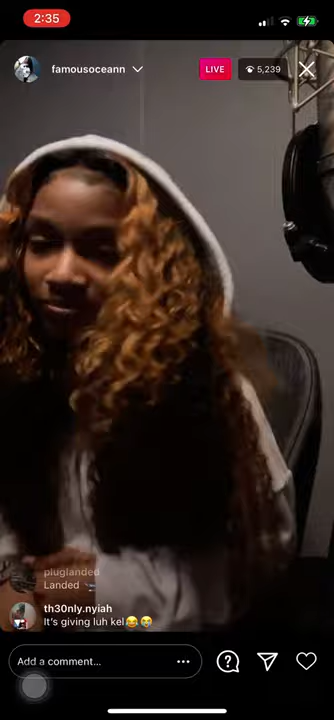 2:35
famousoceann
LIVE
5,239
pluglanded
Landed
th30nly.nyiah
It's giving luh kel😂😭
Add a comment...